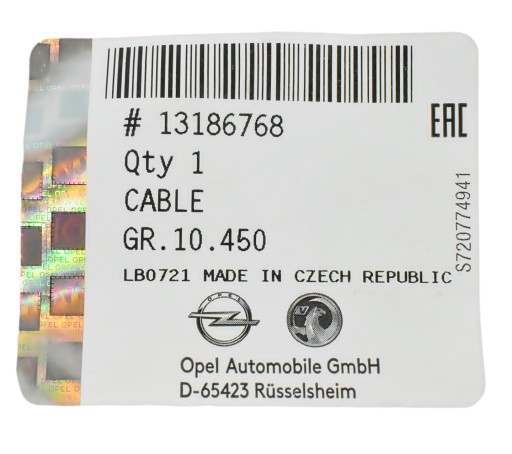 # 13186768
EAC
Qty 1
CABLE
GR.10.450
S720774941
LB0721 MADE IN CZECH REPUBLIC
OPEL
Opel Automobile GmbH
D-65423 Rüsselsheim